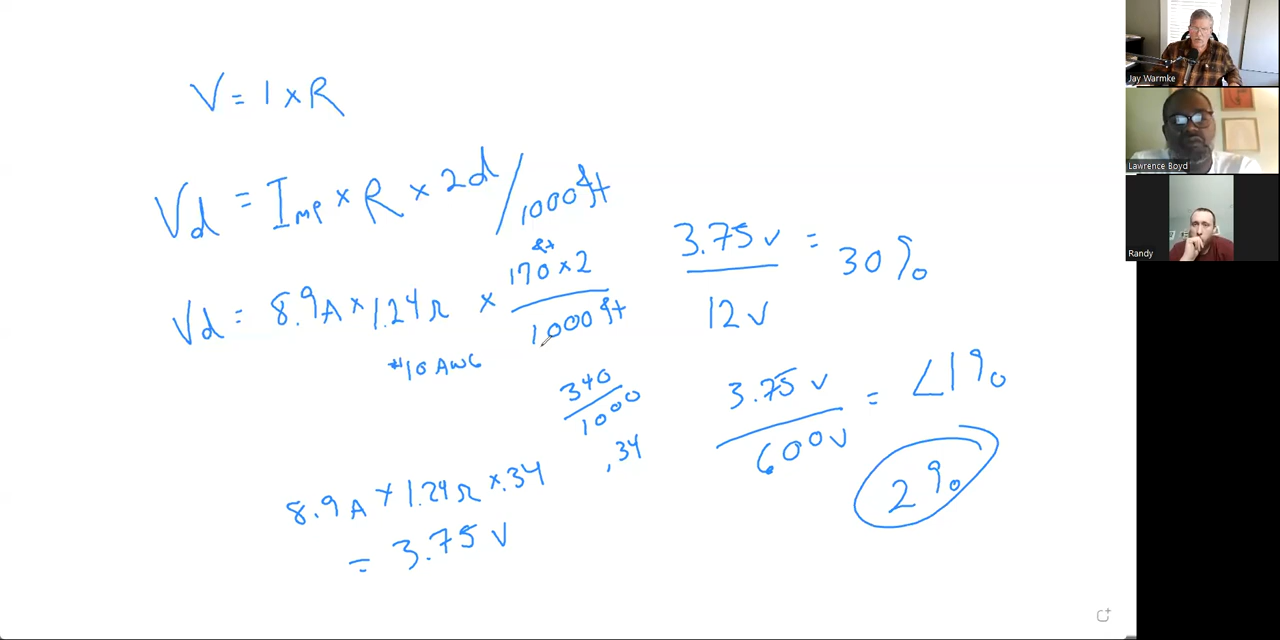 V = I x R
Vd = Imp x R x 2d / 1000 ft
Vd = 8.9A x 1.24 Ω x 170 ft x 2 / 1000 ft
#10 AWG
340 / 1000
.34
8.9A x 1.24 Ω x .34
= 3.75 V
3.75 V / 12 V = 30%
3.75 V / 600 V = <1%
2%
Jay Warmke
Lawrence Boyd
Randy